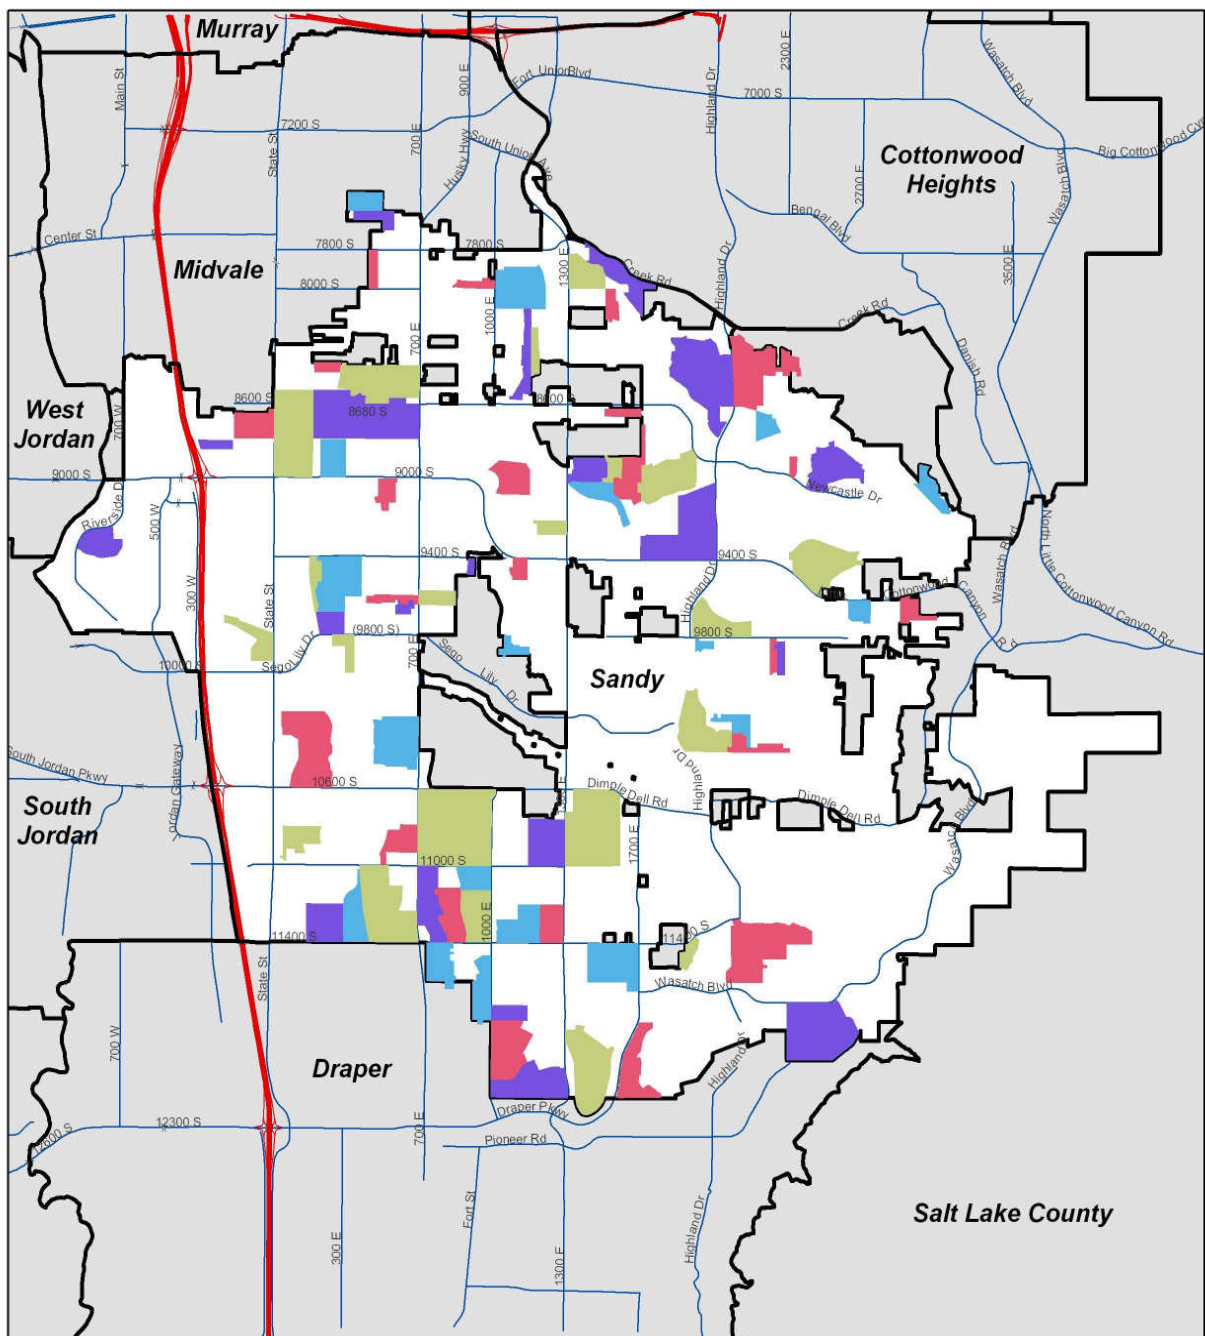 Murray
Main St
State St
700 E
900 E
Fort Union Blvd
Highland Dr
2300 E
7000 S
Wasatch Blvd
7200 S
Husky Hwy
South Union Ave
Cottonwood
Heights
2700 E
Big Cottonwood
Wasatch Blvd
Center St
Midvale
7800 S
7800 S
8000 S
1300 E
Creek Rd
Highland Dr
Bengal Blvd
3500 E
1000 E
700 E
Creek Rd
Danish Rd
West
Jordan
700 W
8600 S
8680 S
8600 S
9000 S
9000 S
Riverside Dr
500 W
Newcastle Dr
300 W
State St
9400 S
9400 S
Highland Dr
Wasatch Blvd
North Little Cottonwood Canyon Rd
Cottonwood
Canyon
Rd
(9800 S)
9800 S
10000 S
Sego Lily Dr
700 E
Sego
Lily
Dr
Sandy
South Jordan Pkwy
Jordan Gateway
10600 S
Highland Dr
Highland
Dimple Dell Rd
Dimple Dell Rd
Wasatch Blvd
South
Jordan
1700 E
11000 S
1000 E
11400 S
11400 S
State St
Wasatch Blvd
700 W
Draper
Highland Dr
Draper Pkwy
12300 S
12600 S
700 E
Pioneer Rd
Fort St
300 E
1300 E
Highland Dr
Salt Lake County